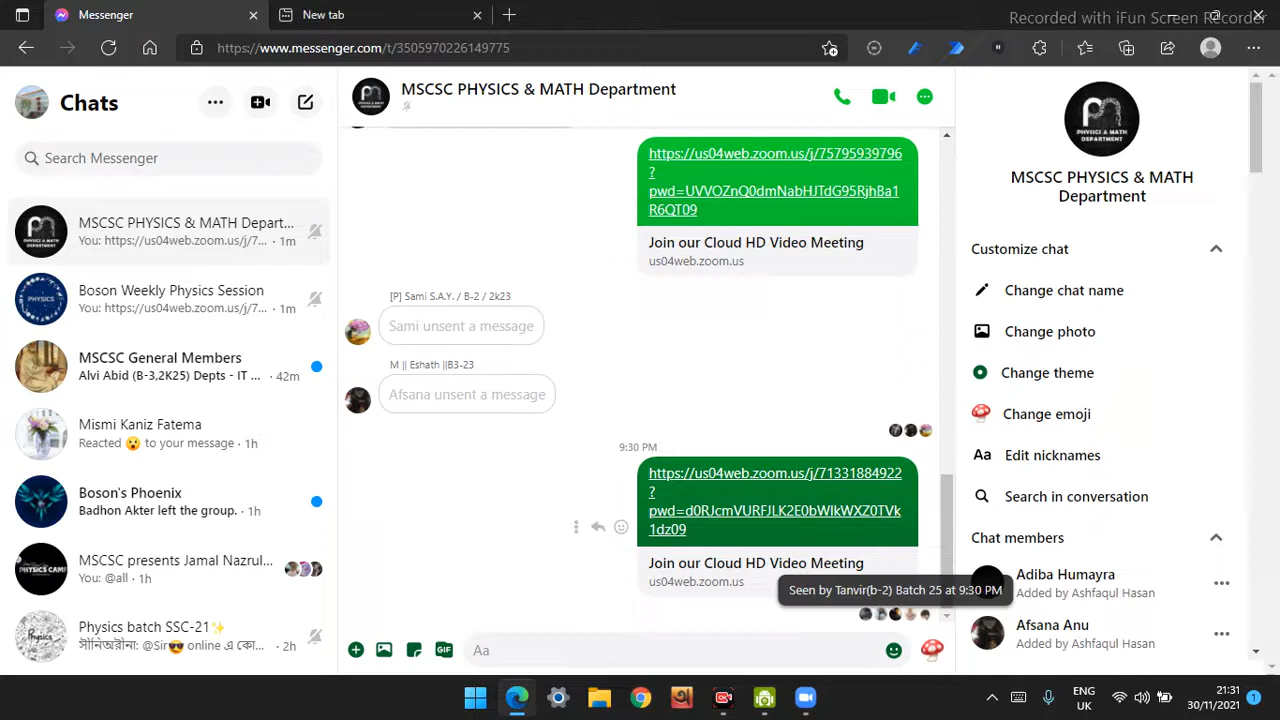 Messenger
New tab
Recorded with iFun Screen Recorder
https://www.messenger.com/t/3505970226149775
Chats
Search Messenger
MSCSC PHYSICS & MATH Depart...
You: https://us04web.zoom.us/j/7... · 1m
Boson Weekly Physics Session
You: https://us04web.zoom.us/j/7... · 1m
MSCSC General Members
Alvi Abid (B-3,2K25) Depts - IT ... · 42m
Mismi Kaniz Fatema
Reacted 😮 to your message · 1h
Boson's Phoenix
Badhon Akter left the group. · 1h
MSCSC presents Jamal Nazrul...
You: @all · 1h
Physics batch SSC-21✨
@Sir😎 online এ কো... · 2h
MSCSC PHYSICS & MATH Department
https://us04web.zoom.us/j/75795939796
?
pwd=UVVOZnQ0dmNabHJTdG95RjhBa1
R6QT09
Join our Cloud HD Video Meeting
us04web.zoom.us
[P] Sami S.A.Y. / B-2 / 2k23
Sami unsent a message
M || Eshath ||B3-23
Afsana unsent a message
9:30 PM
https://us04web.zoom.us/j/71331884922
?
pwd=d0RJcmVURFJLK2E0bWlkWXZ0TVk
1dz09
Join our Cloud HD Video Meeting
us04web.zoom.us
Seen by Tanvir(b-2) Batch 25 at 9:30 PM
GIF
Aa
PHYSICS & MATH
DEPARTMENT
MSCSC PHYSICS & MATH
Department
Customize chat
Change chat name
Change photo
Change theme
Change emoji
Aa Edit nicknames
Search in conversation
Chat members
Adiba Humayra
Added by Ashfaqul Hasan
Afsana Anu
Added by Ashfaqul Hasan
ENG
UK
21:31
30/11/2021
1